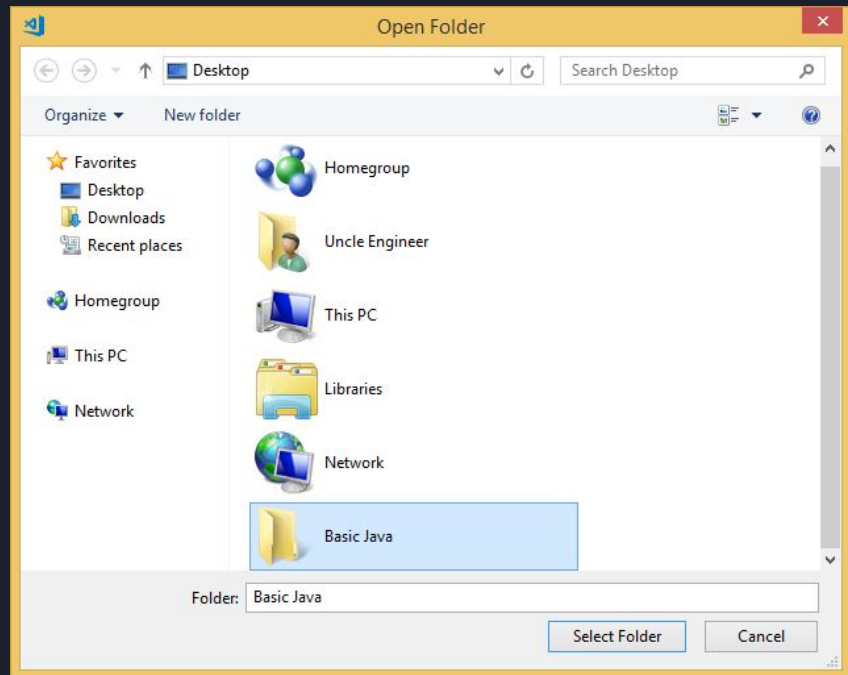 Open Folder
Desktop
Search Desktop
Organize
New folder
Favorites
Desktop
Downloads
Recent places
Homegroup
This PC
Network
Homegroup
Uncle Engineer
This PC
Libraries
Network
Basic Java
Folder: Basic Java
Select Folder Cancel